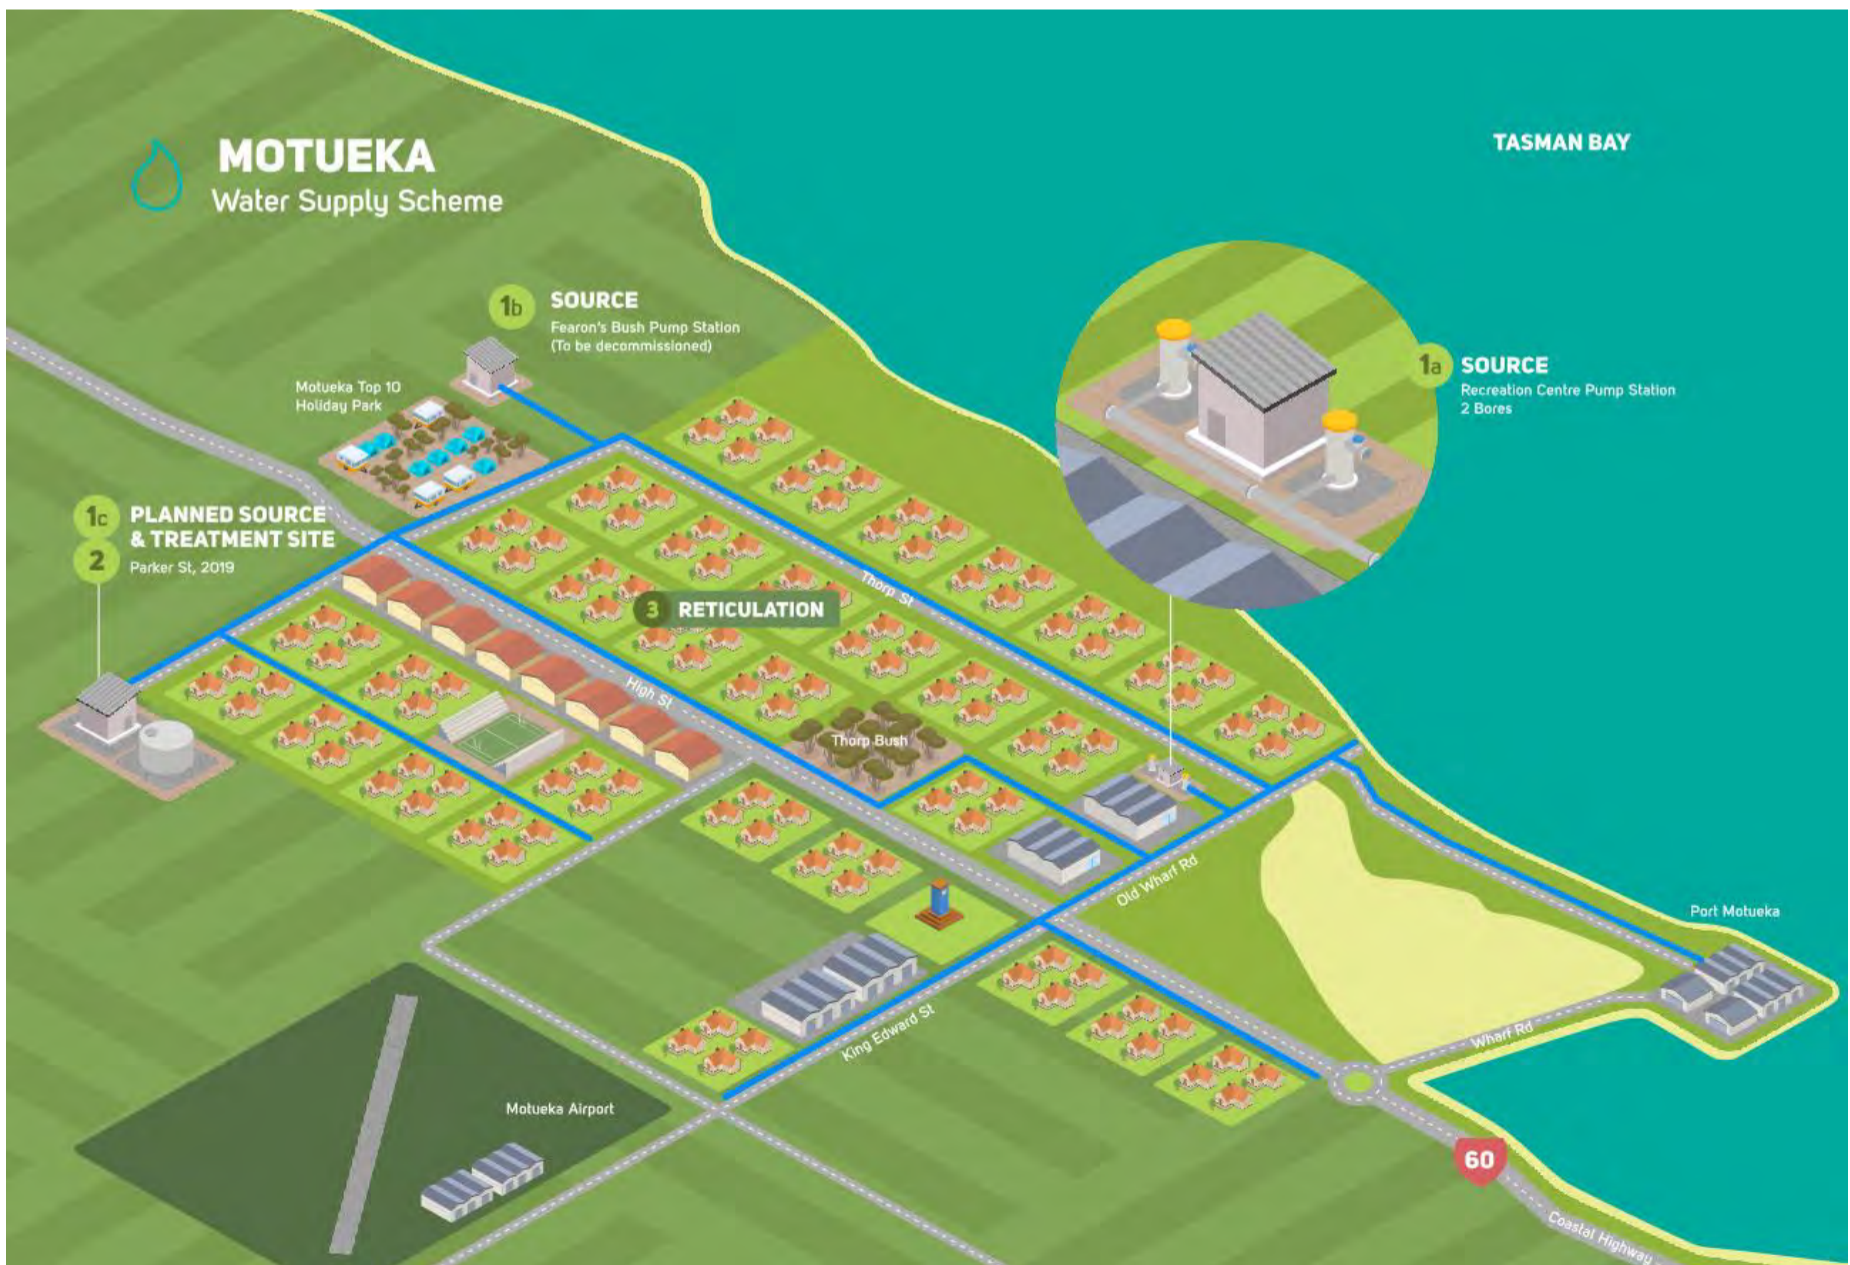 MOTUEKA
Water Supply Scheme
TASMAN BAY
1b
SOURCE
Fearon's Bush Pump Station
(To be decommissioned)
1a
SOURCE
Recreation Centre Pump Station
2 Bores
Motueka Top 10
Holiday Park
1c
PLANNED SOURCE
& TREATMENT SITE
2
Parker St, 2019
Thorp St
3
RETICULATION
High St
Thorp Bush
Old Wharf Rd
Port Motueka
King Edward St
Wharf Rd
Motueka Airport
60
Coastal Highway